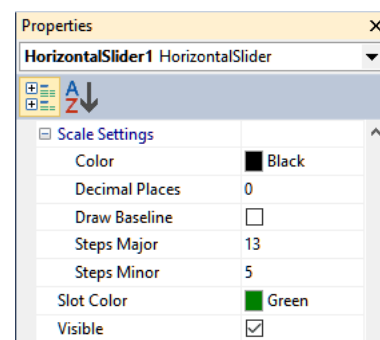 Properties
HorizontalSlider1 HorizontalSlider
A
Z
Scale Settings
Color Black
Decimal Places 0
Draw Baseline
Steps Major 13
Steps Minor 5
Slot Color Green
Visible